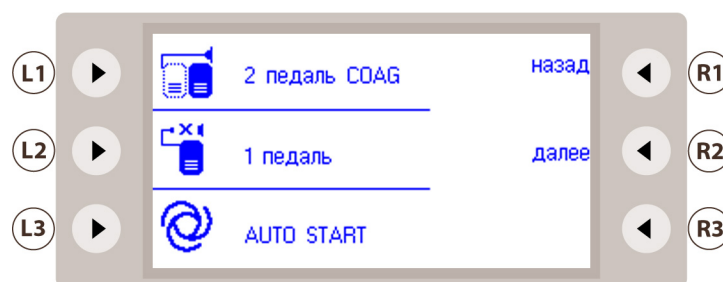 L1
2 педаль COAG
назад
R1
L2
1 педаль
далее
R2
L3
AUTO START
R3